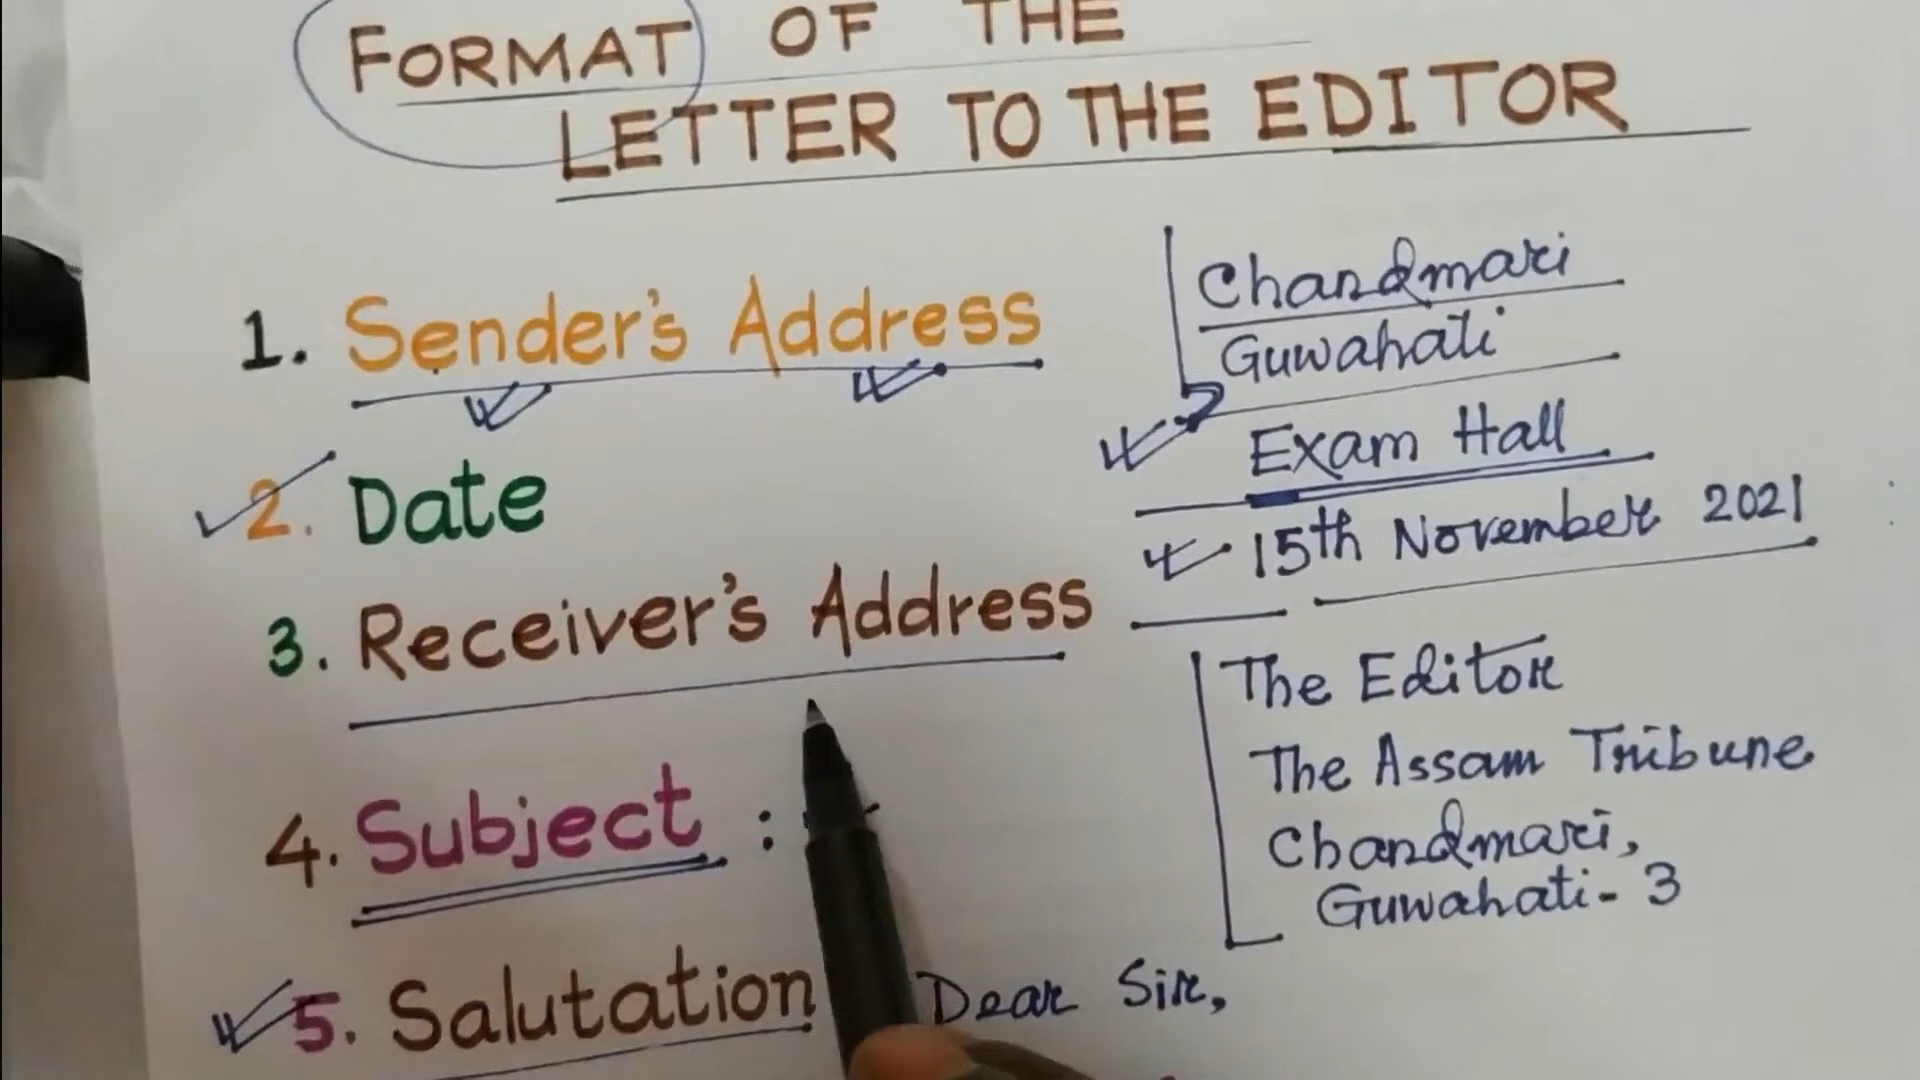 FORMAT OF THE
LETTER TO THE EDITOR
1. Sender's Address
Chandmari
Guwahati
Exam Hall
2. Date
15th November 2021
3. Receiver's Address
The Editor
The Assam Tribune
Chandmari,
Guwahati - 3
4. Subject :
5. Salutation
Dear Sir,